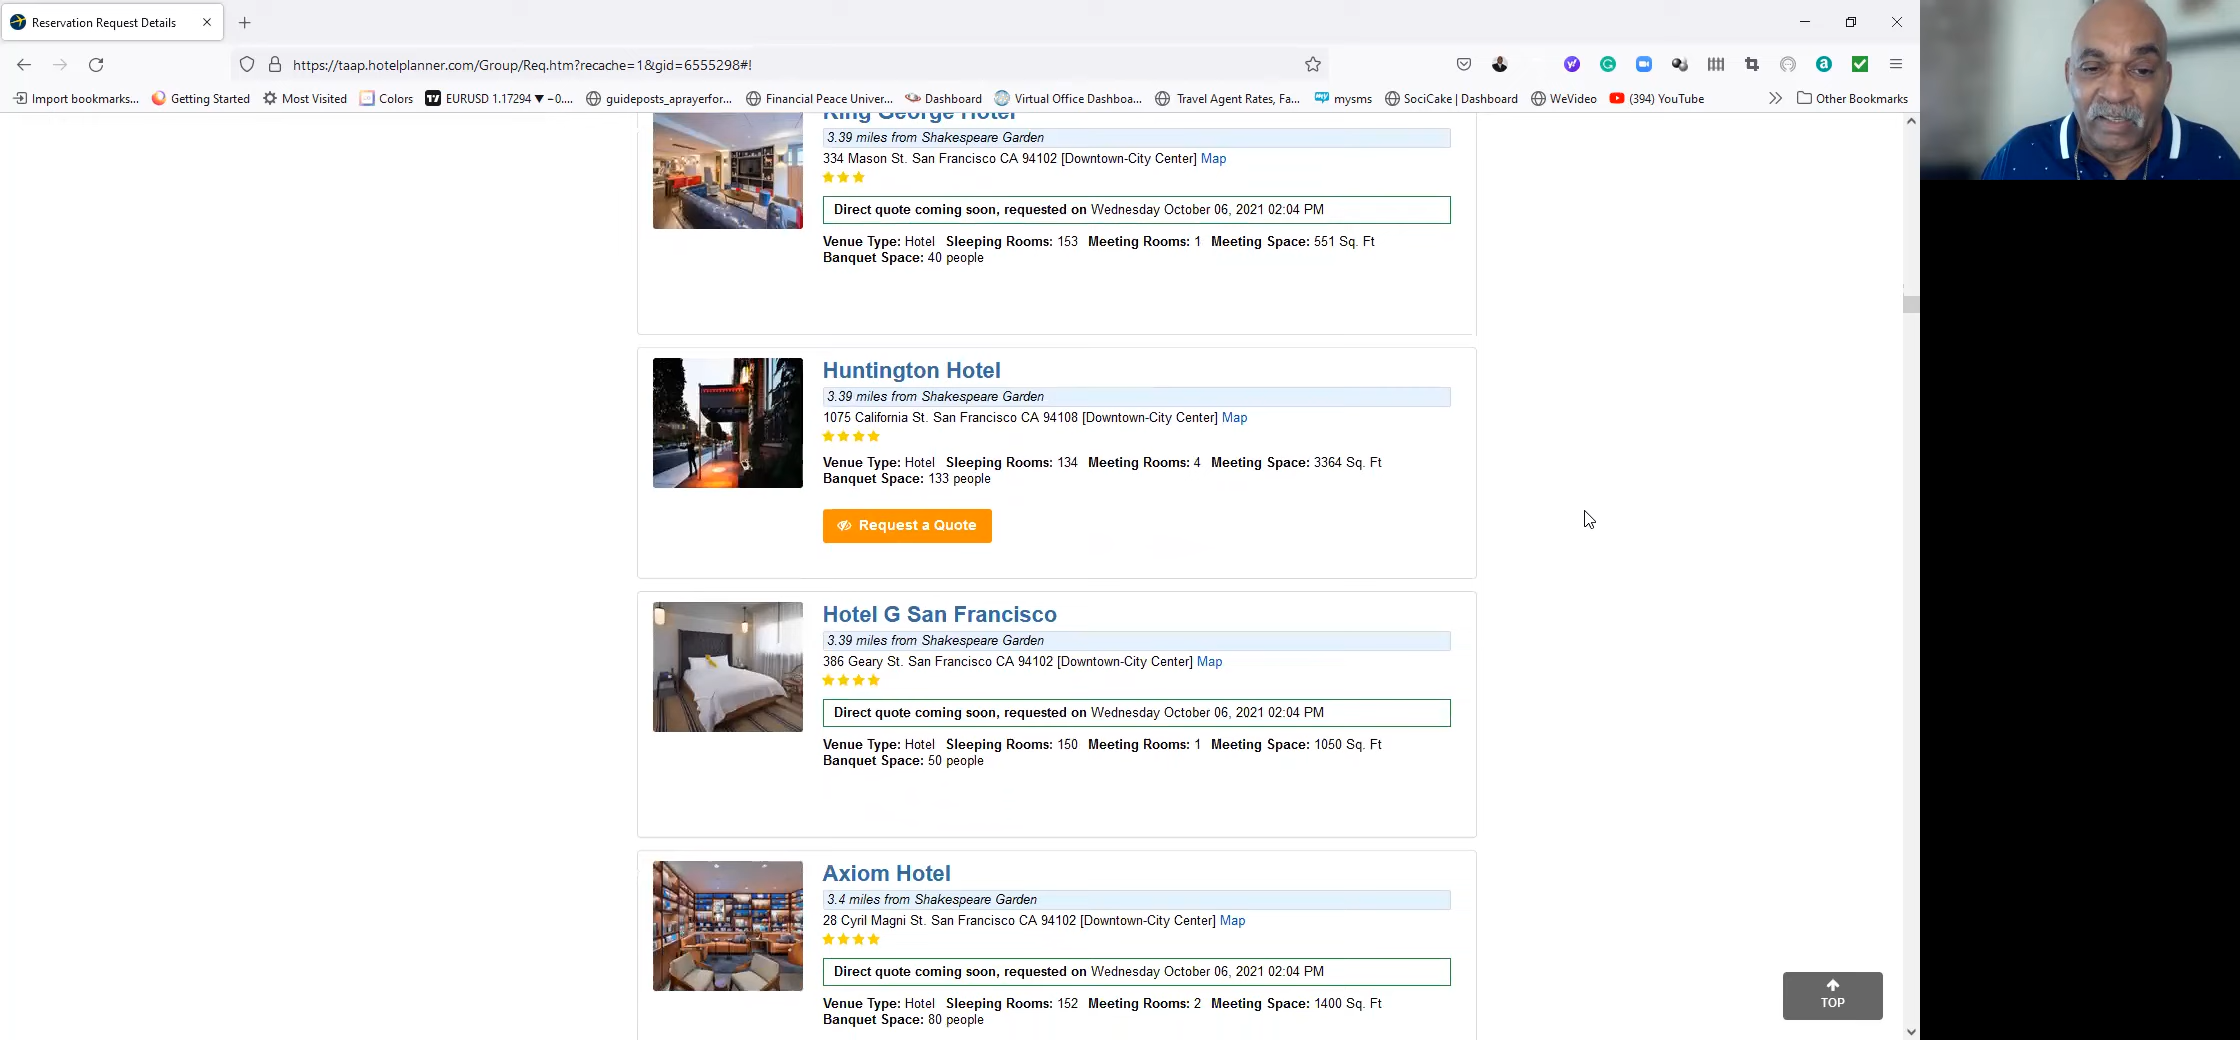 Reservation Request Details
https://taap.hotelplanner.com/Group/Req.htm?recache=1&gid=6555298#!
Import bookmarks... Getting Started Most Visited Colors EURUSD 1.17294 ▼ −0.... guideposts_aprayerfor... Financial Peace Univer... Dashboard Virtual Office Dashboa... Travel Agent Rates, Fa... mysms SociCake | Dashboard WeVideo (394) YouTube Other Bookmarks
King George Hotel
3.39 miles from Shakespeare Garden
334 Mason St. San Francisco CA 94102 [Downtown-City Center] Map
Direct quote coming soon, requested on Wednesday October 06, 2021 02:04 PM
Venue Type: Hotel Sleeping Rooms: 153 Meeting Rooms: 1 Meeting Space: 551 Sq. Ft
Banquet Space: 40 people
Huntington Hotel
3.39 miles from Shakespeare Garden
1075 California St. San Francisco CA 94108 [Downtown-City Center] Map
Venue Type: Hotel Sleeping Rooms: 134 Meeting Rooms: 4 Meeting Space: 3364 Sq. Ft
Banquet Space: 133 people
Request a Quote
Hotel G San Francisco
3.39 miles from Shakespeare Garden
386 Geary St. San Francisco CA 94102 [Downtown-City Center] Map
Direct quote coming soon, requested on Wednesday October 06, 2021 02:04 PM
Venue Type: Hotel Sleeping Rooms: 150 Meeting Rooms: 1 Meeting Space: 1050 Sq. Ft
Banquet Space: 50 people
Axiom Hotel
3.4 miles from Shakespeare Garden
28 Cyril Magni St. San Francisco CA 94102 [Downtown-City Center] Map
Direct quote coming soon, requested on Wednesday October 06, 2021 02:04 PM
Venue Type: Hotel Sleeping Rooms: 152 Meeting Rooms: 2 Meeting Space: 1400 Sq. Ft
Banquet Space: 80 people
TOP